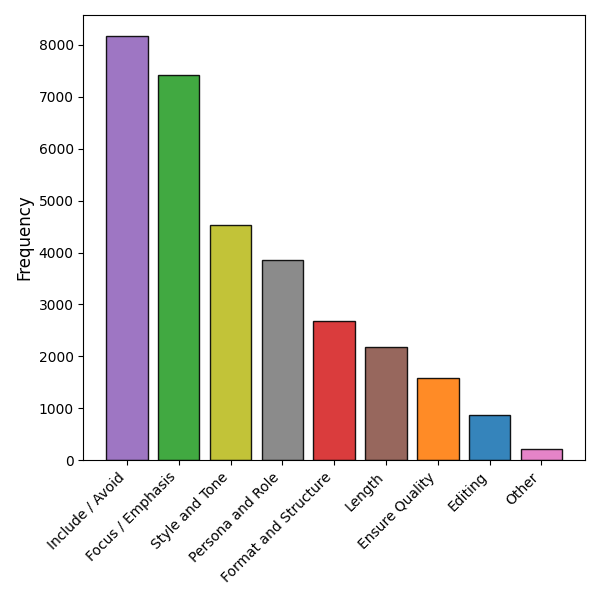 Frequency
8000
7000
6000
5000
4000
3000
2000
1000
0
Include / Avoid
Focus / Emphasis
Style and Tone
Persona and Role
Format and Structure
Length
Ensure Quality
Editing
Other